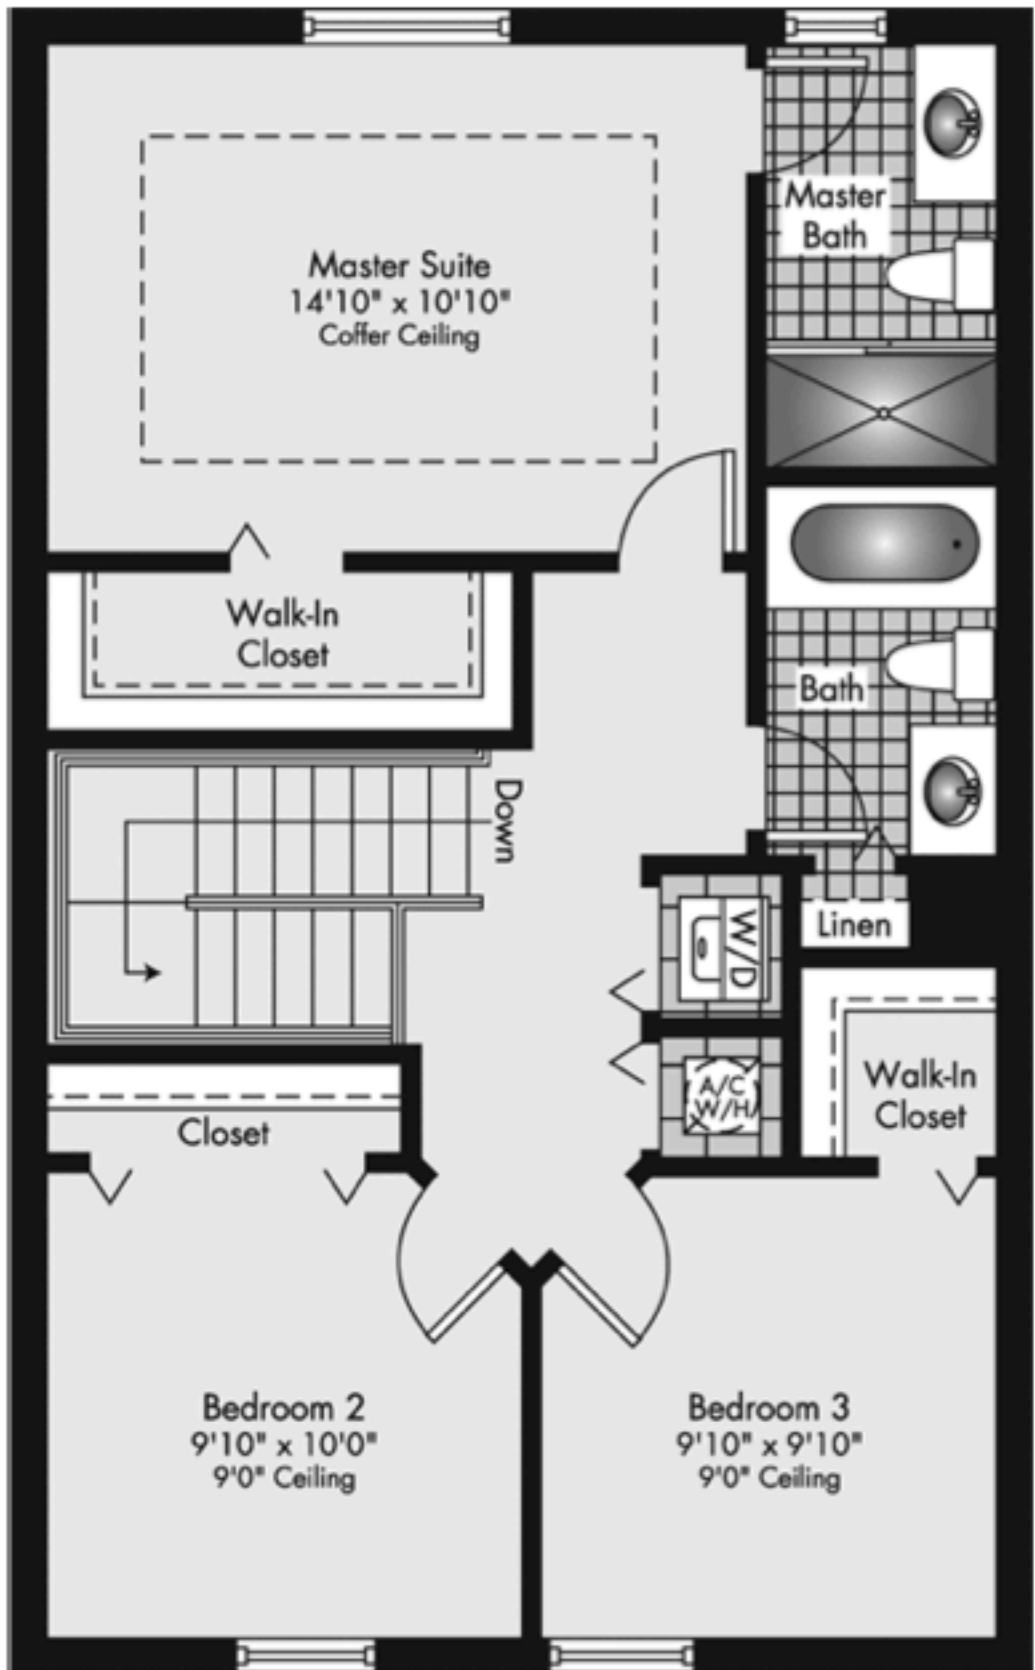 Master
Bath
Master Suite
14'10" x 10'10"
Coffer Ceiling
Walk-In
Closet
Bath
Down
W/D
Linen
A/C
W/H
Walk-In
Closet
Closet
Bedroom 2
9'10" x 10'0"
9'0" Ceiling
Bedroom 3
9'10" x 9'10"
9'0" Ceiling